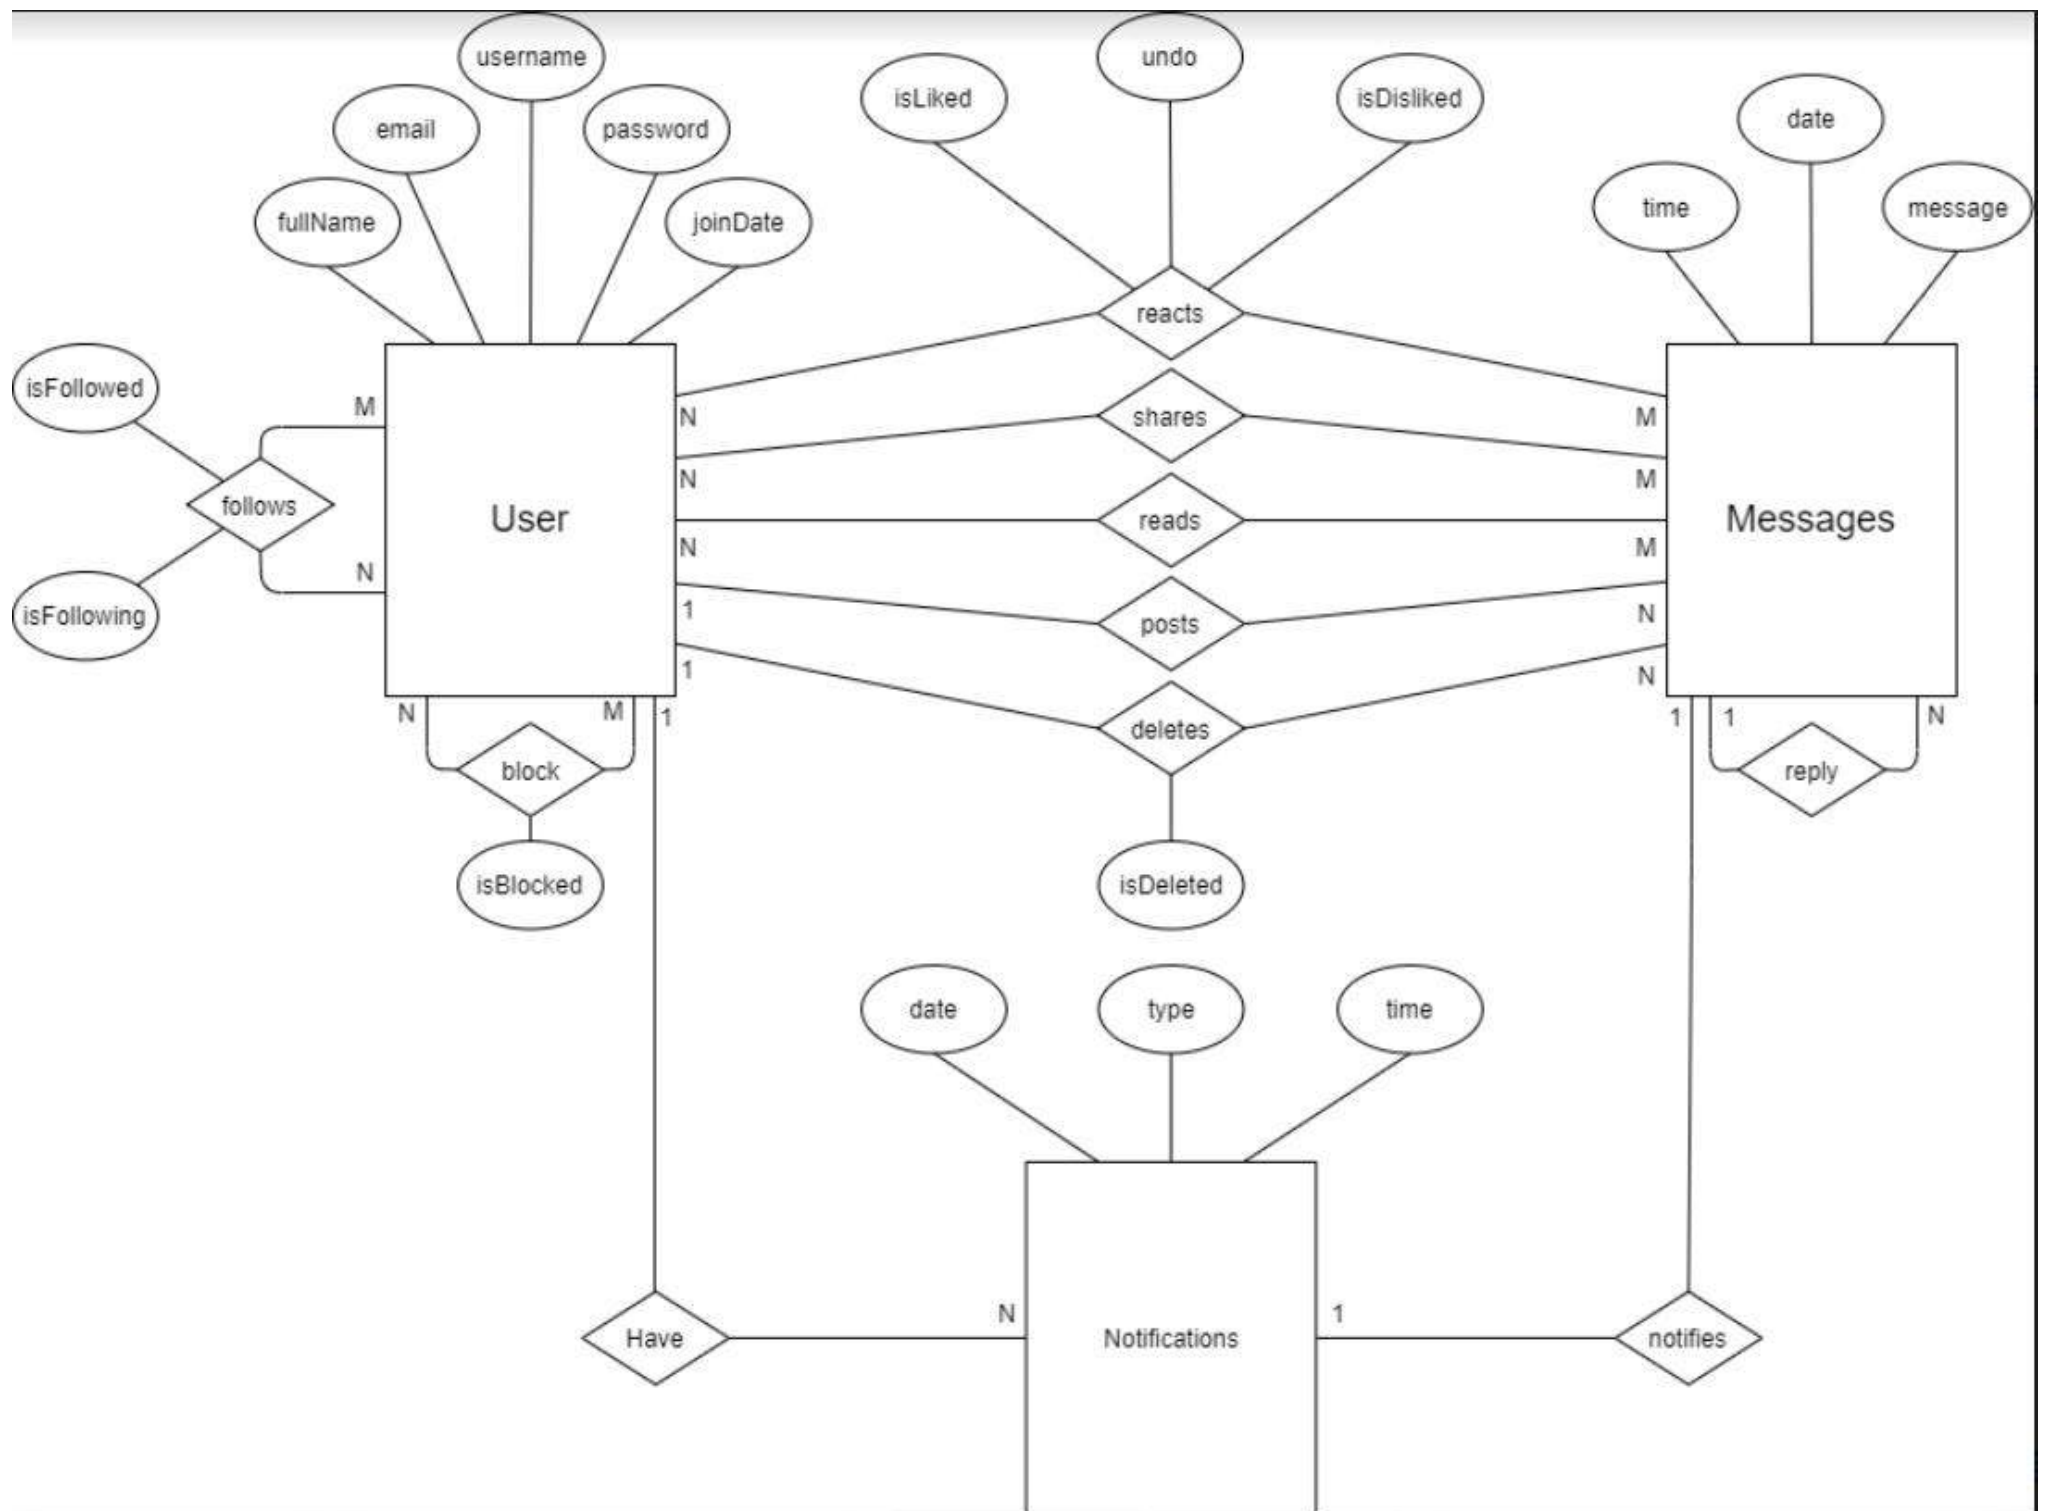 username
undo
isLiked
isDisliked
date
email
password
time
message
fullName
joinDate
reacts
isFollowed
M
N
shares
M
N
M
follows
User
reads
Messages
N
M
N
1
posts
N
isFollowing
1
N
N
M
1
deletes
1
1
N
block
reply
isBlocked
isDeleted
date
type
time
N
1
Have
Notifications
notifies